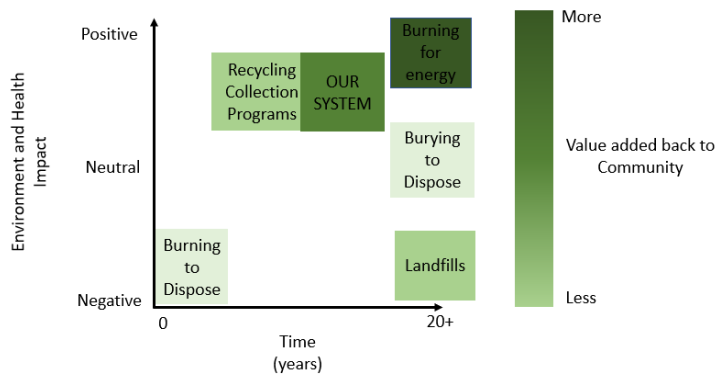 Positive
Neutral
Negative
Environment and Health
Impact
Burning
for
energy
Recycling
Collection
Programs
OUR
SYSTEM
Burying
to
Dispose
Burning
to
Dispose
Landfills
0
20+
Time
(years)
More
Value added back to
Community
Less